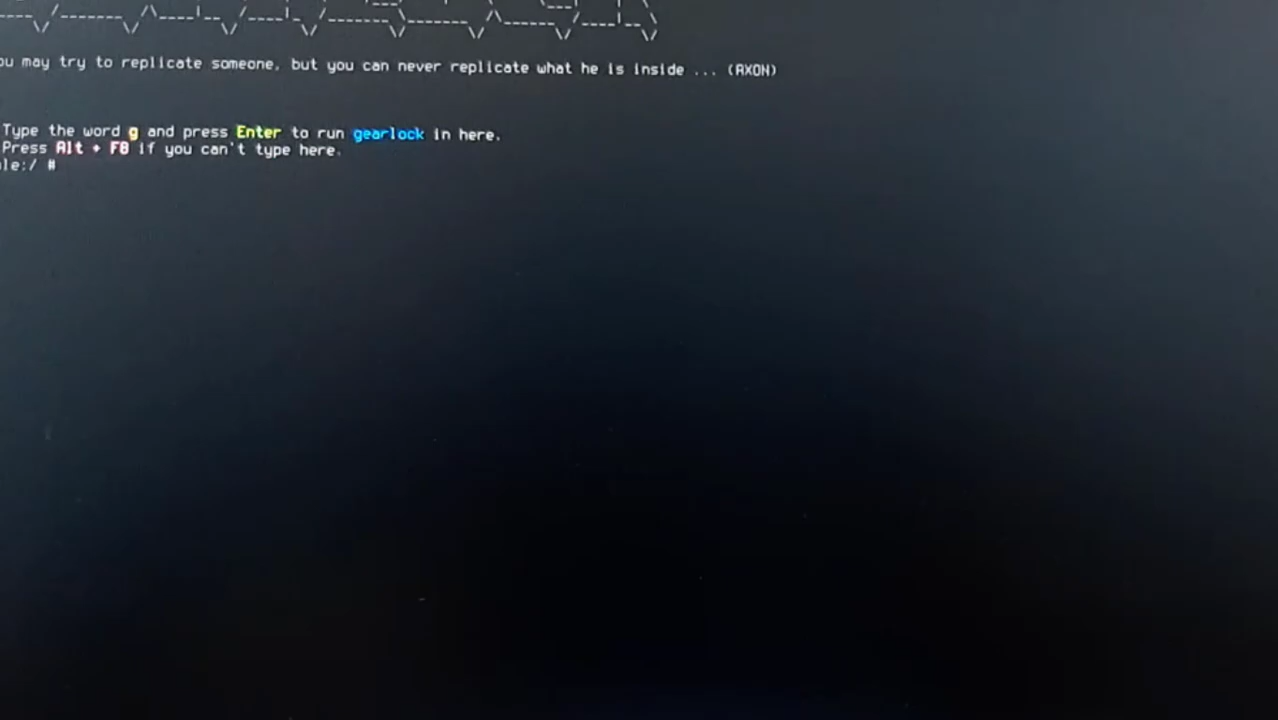 ou may try to replicate someone, but you can never replicate what he is inside ... (AXON)
Type the word g and press Enter to run gearlock in here.
Press Alt + F8 if you can't type here.
le:/ #